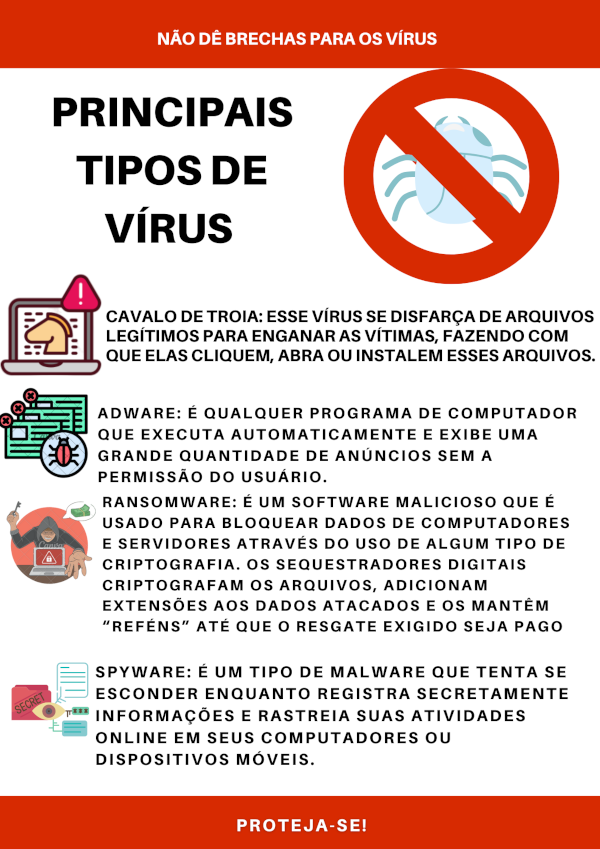 NÃO DÊ BRECHAS PARA OS VÍRUS
PRINCIPAIS
TIPOS DE
VÍRUS
CAVALO DE TROIA: ESSE VÍRUS SE DISFARÇA DE ARQUIVOS
LEGÍTIMOS PARA ENGANAR AS VÍTIMAS, FAZENDO COM
QUE ELAS CLIQUEM, ABRA OU INSTALEM ESSES ARQUIVOS.
ADWARE: É QUALQUER PROGRAMA DE COMPUTADOR
QUE EXECUTA AUTOMATICAMENTE E EXIBE UMA
GRANDE QUANTIDADE DE ANÚNCIOS SEM A
PERMISSÃO DO USUÁRIO.
RANSOMWARE: É UM SOFTWARE MALICIOSO QUE É
USADO PARA BLOQUEAR DADOS DE COMPUTADORES
E SERVIDORES ATRAVÉS DO USO DE ALGUM TIPO DE
CRIPTOGRAFIA. OS SEQUESTRADORES DIGITAIS
CRIPTOGRAFAM OS ARQUIVOS, ADICIONAM
EXTENSÕES AOS DADOS ATACADOS E OS MANTÊM
“REFÉNS” ATÉ QUE O RESGATE EXIGIDO SEJA PAGO
SECRET
SPYWARE: É UM TIPO DE MALWARE QUE TENTA SE
ESCONDER ENQUANTO REGISTRA SECRETAMENTE
INFORMAÇÕES E RASTREIA SUAS ATIVIDADES
ONLINE EM SEUS COMPUTADORES OU
DISPOSITIVOS MÓVEIS.
PROTEJA-SE!